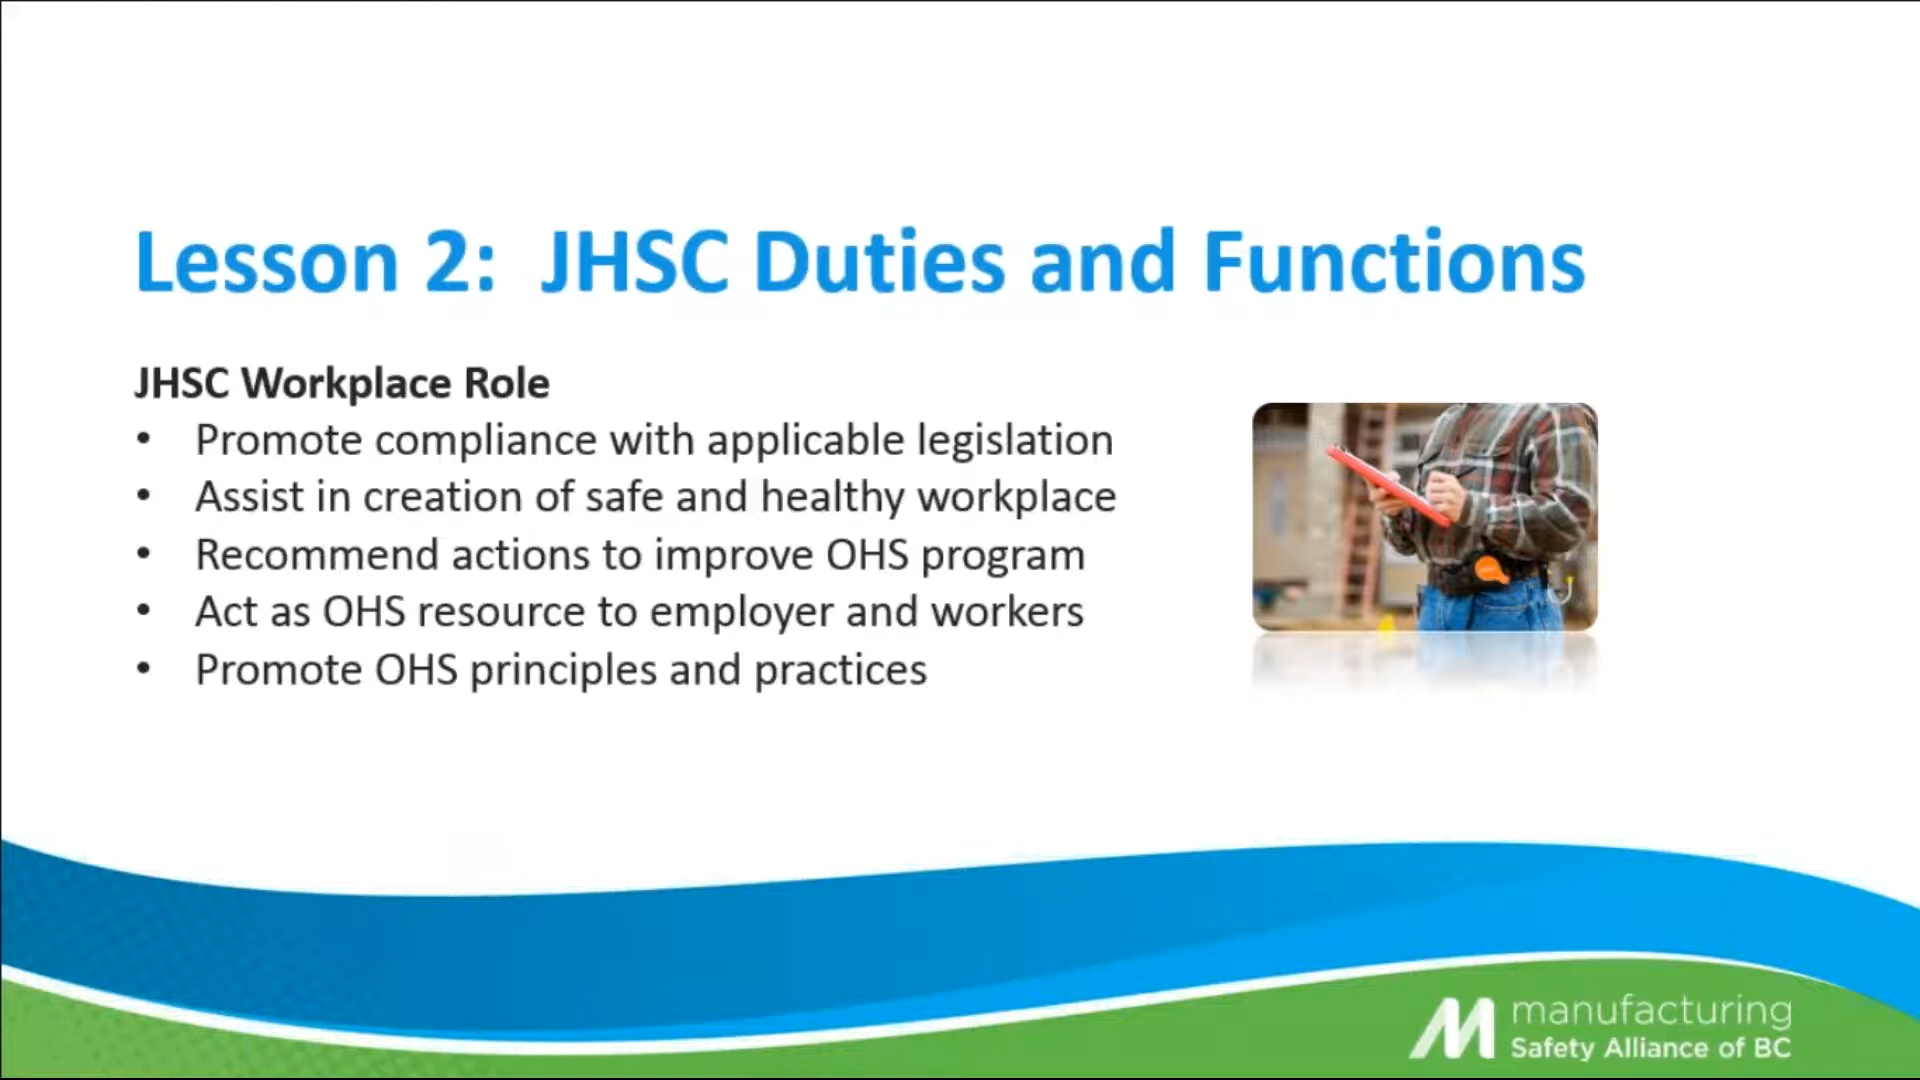 Lesson 2: JHSC Duties and Functions
JHSC Workplace Role
• Promote compliance with applicable legislation
• Assist in creation of safe and healthy workplace
• Recommend actions to improve OHS program
• Act as OHS resource to employer and workers
• Promote OHS principles and practices
manufacturing
Safety Alliance of BC